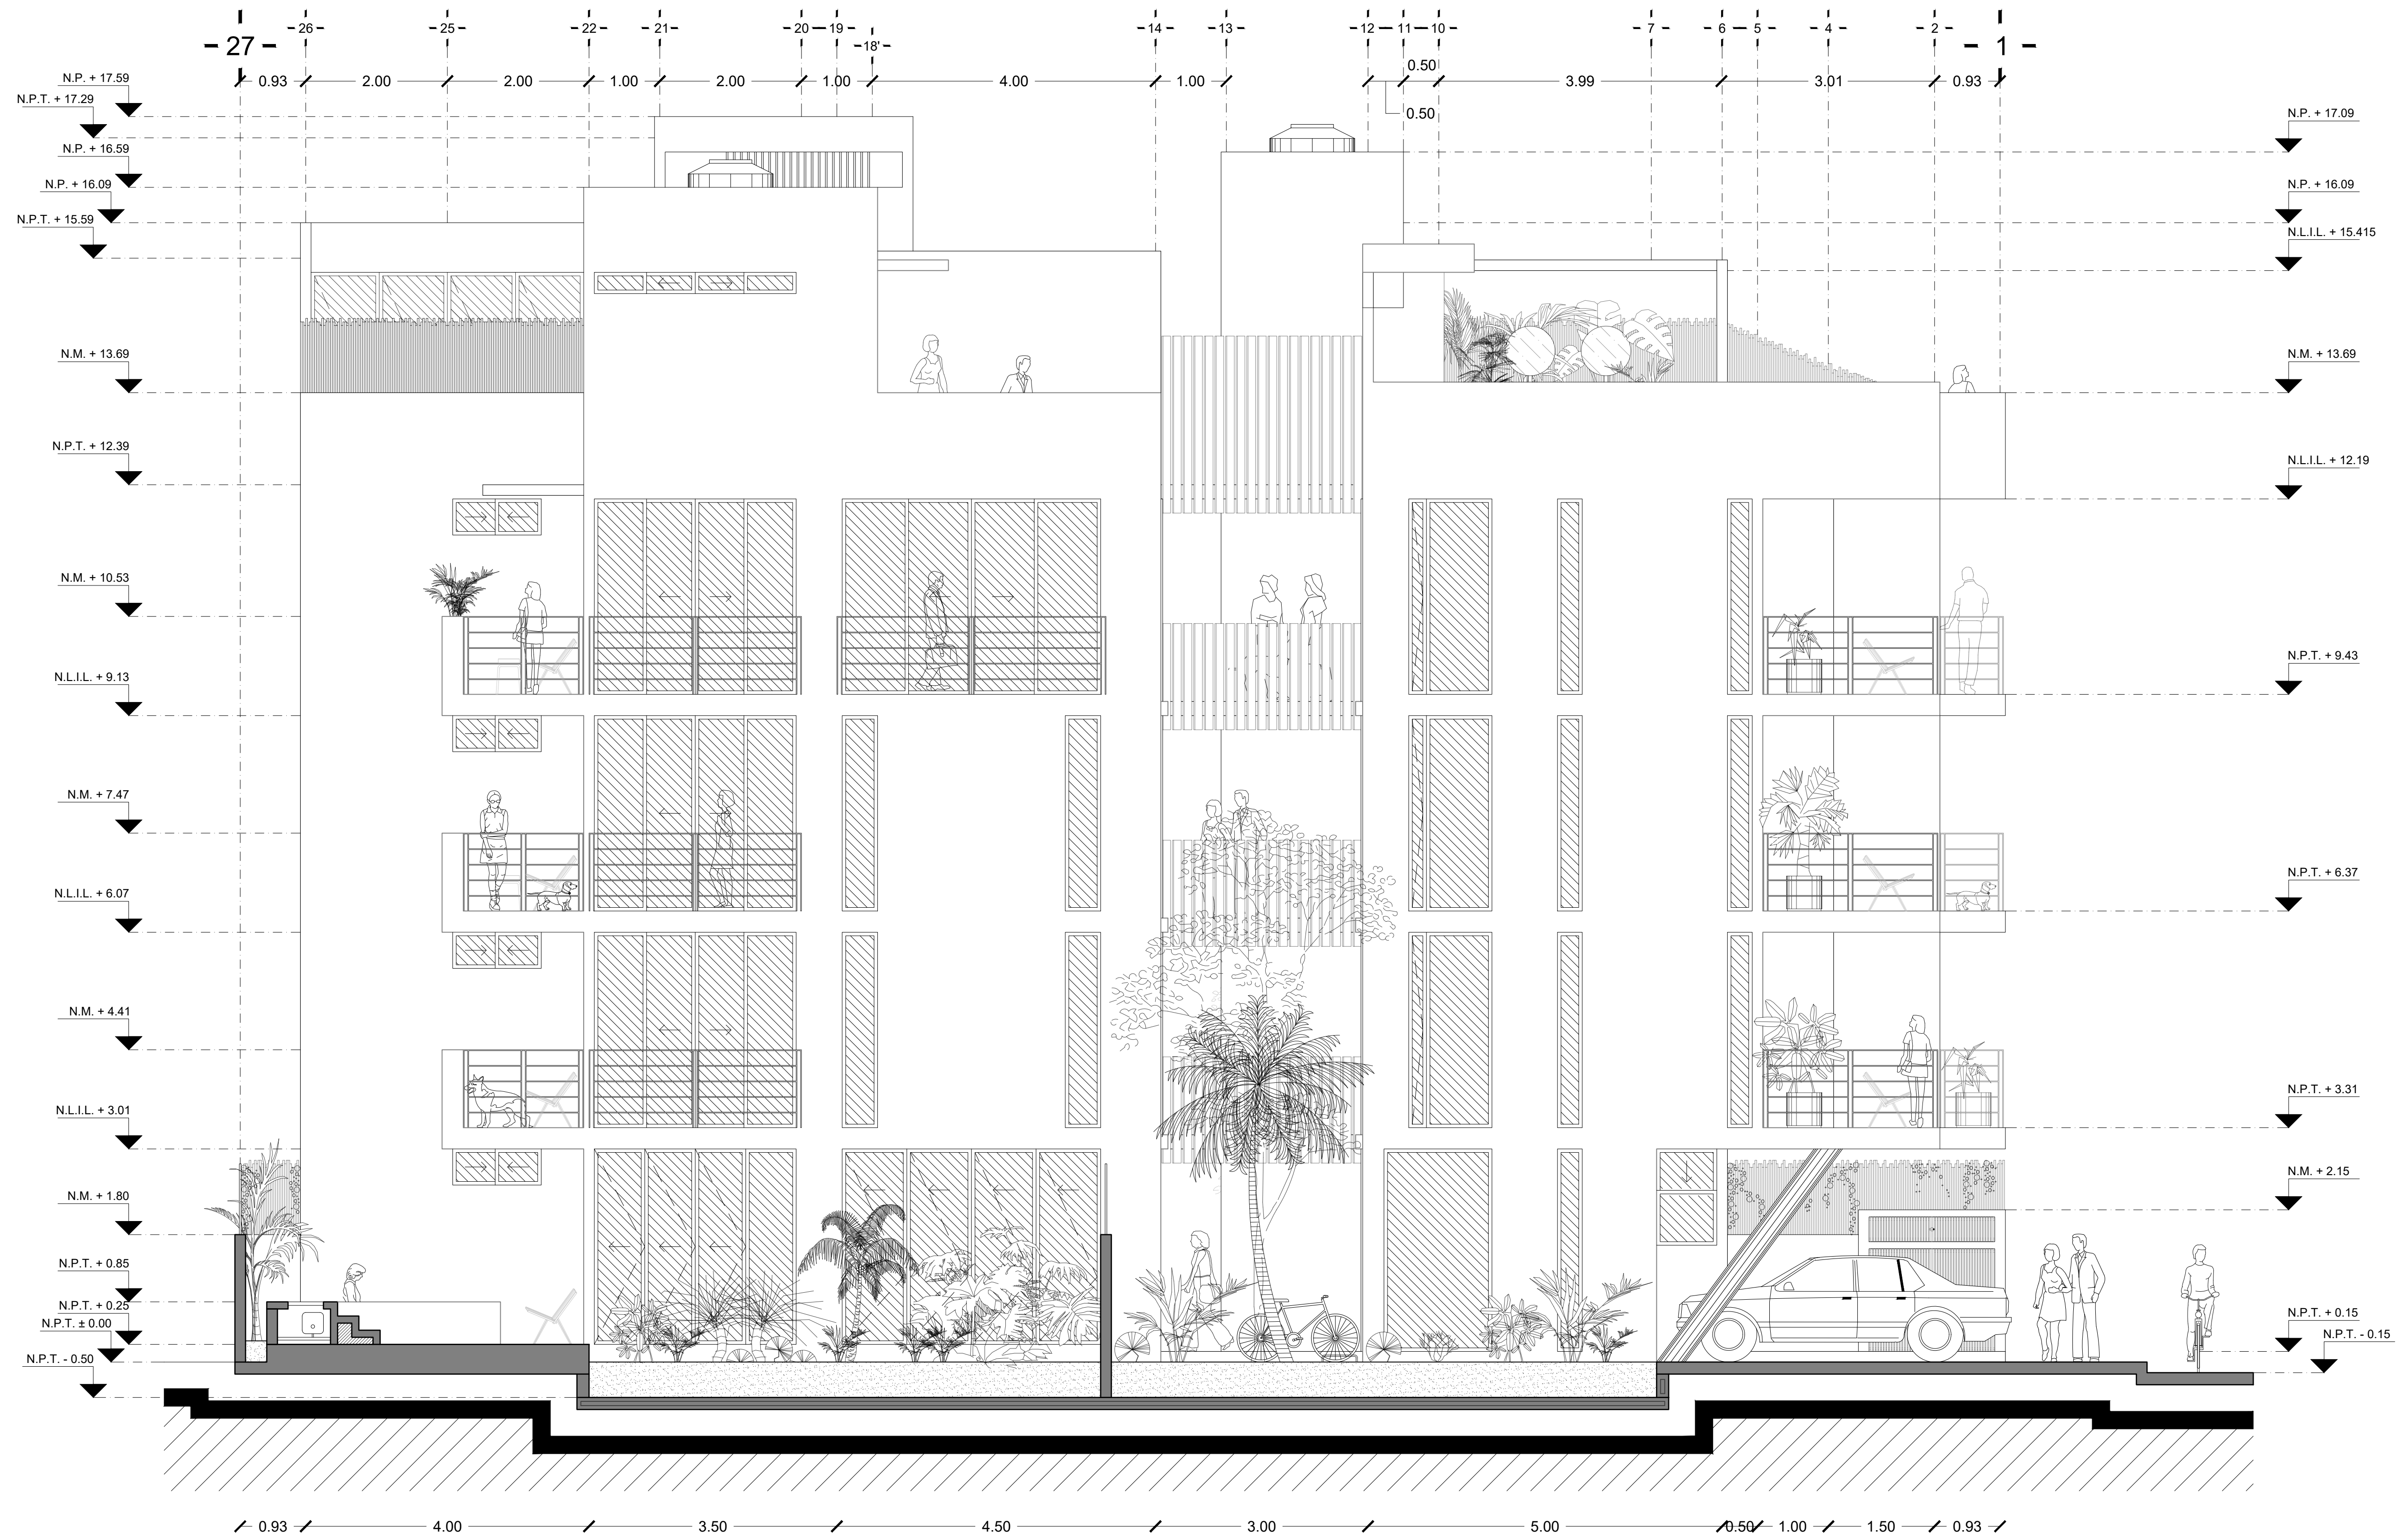 - 27 -
- 26 -
- 25 -
- 22 -
- 21 -
- 20 -
- 19 -
- 18' -
- 14 -
- 13 -
- 12 -
- 11 -
- 10 -
- 7 -
- 6 -
- 5 -
- 4 -
- 2 -
- 1 -
0.93
2.00
2.00
1.00
2.00
1.00
4.00
1.00
0.50
0.50
3.99
3.01
0.93
N.P. + 17.59
N.P.T. + 17.29
N.P. + 16.59
N.P. + 16.09
N.P.T. + 15.59
N.M. + 13.69
N.P.T. + 12.39
N.M. + 10.53
N.L.I.L. + 9.13
N.M. + 7.47
N.L.I.L. + 6.07
N.M. + 4.41
N.L.I.L. + 3.01
N.M. + 1.80
N.P.T. + 0.85
N.P.T. + 0.25
N.P.T. ± 0.00
N.P.T. - 0.50
N.P. + 17.09
N.P. + 16.09
N.L.I.L. + 15.415
N.M. + 13.69
N.L.I.L. + 12.19
N.P.T. + 9.43
N.P.T. + 6.37
N.P.T. + 3.31
N.M. + 2.15
N.P.T. + 0.15
N.P.T. - 0.15
0.93
4.00
3.50
4.50
3.00
5.00
0.50
1.00
1.50
0.93